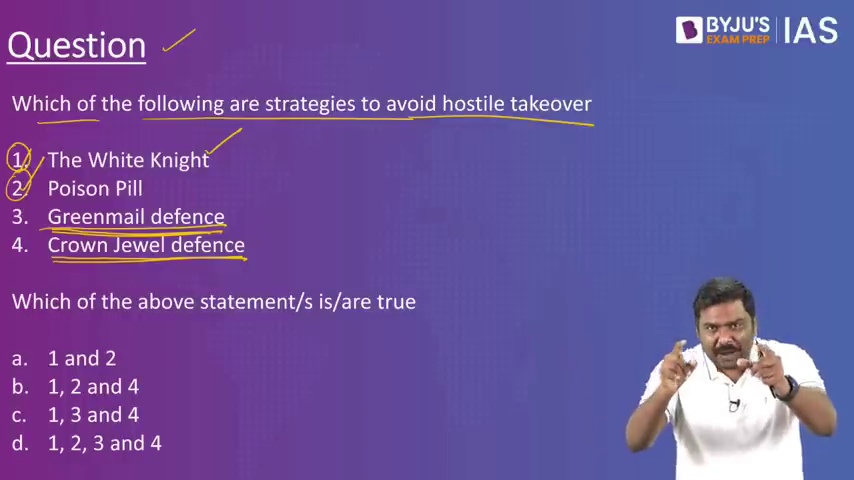 Question
BYJU'S
EXAM PREP
IAS
Which of the following are strategies to avoid hostile takeover
1. The White Knight
2. Poison Pill
3. Greenmail defence
4. Crown Jewel defence
Which of the above statement/s is/are true
a. 1 and 2
b. 1, 2 and 4
c. 1, 3 and 4
d. 1, 2, 3 and 4